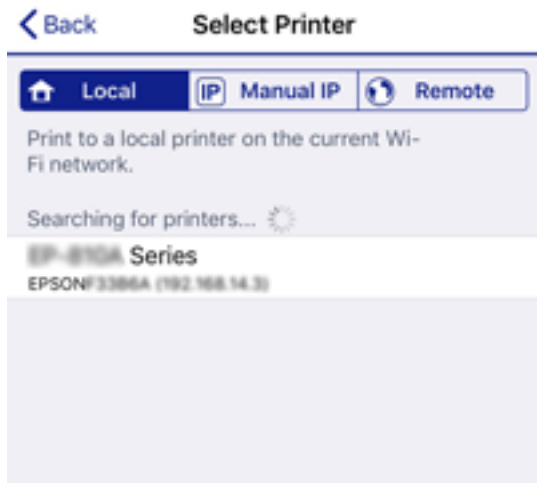 Back
Select Printer
Local
IP Manual IP
Remote
Print to a local printer on the current Wi-
Fi network.
Searching for printers...
Series
EPSON